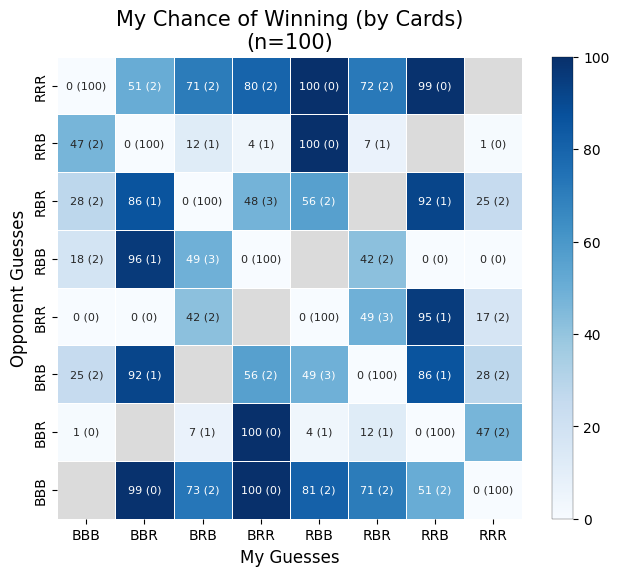 My Chance of Winning (by Cards)
(n=100)
Opponent Guesses
RRR 0 (100) 51 (2) 71 (2) 80 (2) 100 (0) 72 (2) 99 (0)
RRB 47 (2) 0 (100) 12 (1) 4 (1) 100 (0) 7 (1) 1 (0)
RBR 28 (2) 86 (1) 0 (100) 48 (3) 56 (2) 92 (1) 25 (2)
RBB 18 (2) 96 (1) 49 (3) 0 (100) 42 (2) 0 (0) 0 (0)
BRR 0 (0) 0 (0) 42 (2) 0 (100) 49 (3) 95 (1) 17 (2)
BRB 25 (2) 92 (1) 56 (2) 49 (3) 0 (100) 86 (1) 28 (2)
BBR 1 (0) 7 (1) 100 (0) 4 (1) 12 (1) 0 (100) 47 (2)
BBB 99 (0) 73 (2) 100 (0) 81 (2) 71 (2) 51 (2) 0 (100)
BBB BBR BRB BRR RBB RBR RRB RRR
My Guesses
100
80
60
40
20
0